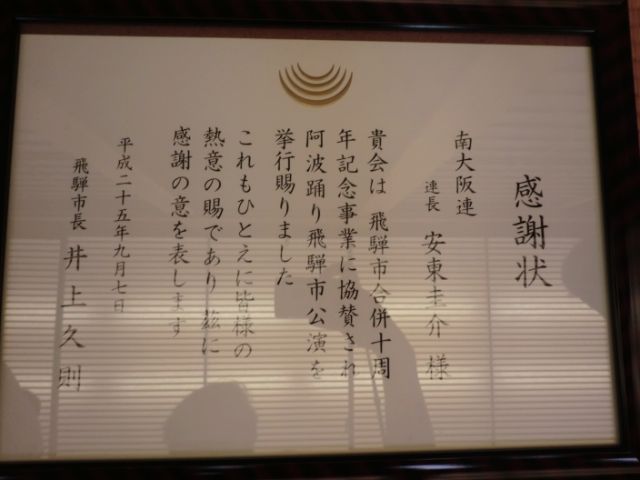 感謝状
南大阪連
連長 安東圭介 様
貴会は 飛騨市合併十周
年記念事業に協賛され
阿波踊り飛騨市公演を
挙行賜りました
これもひとえに皆様の
熱意の賜であり 玆に
感謝の意を表します
平成二十五年九月七日
飛騨市長 井上久則